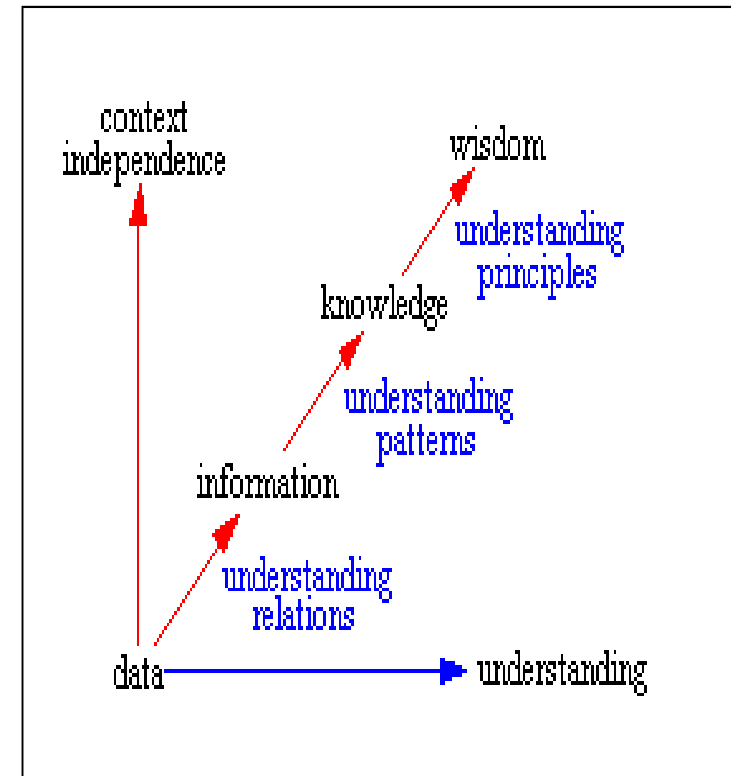 context
independence
wisdom
understanding
principles
knowledge
understanding
patterns
information
understanding
relations
data
understanding